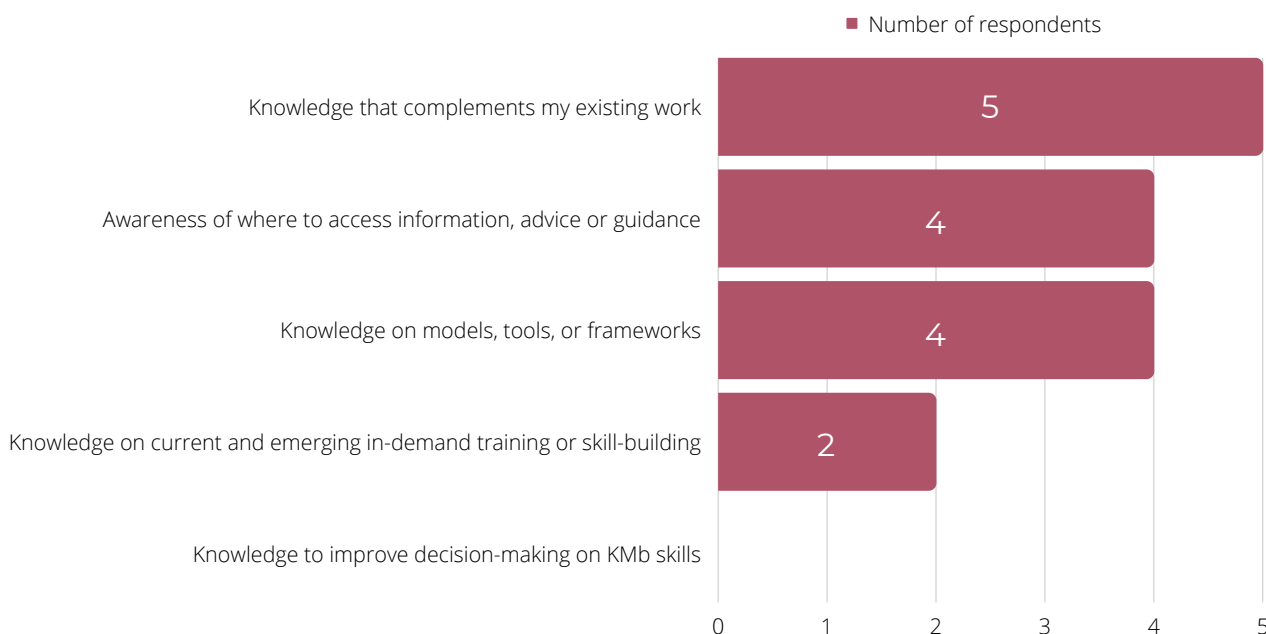 Number of respondents
Knowledge that complements my existing work
5
Awareness of where to access information, advice or guidance
4
Knowledge on models, tools, or frameworks
4
Knowledge on current and emerging in-demand training or skill-building
2
Knowledge to improve decision-making on KMb skills
0 1 2 3 4 5